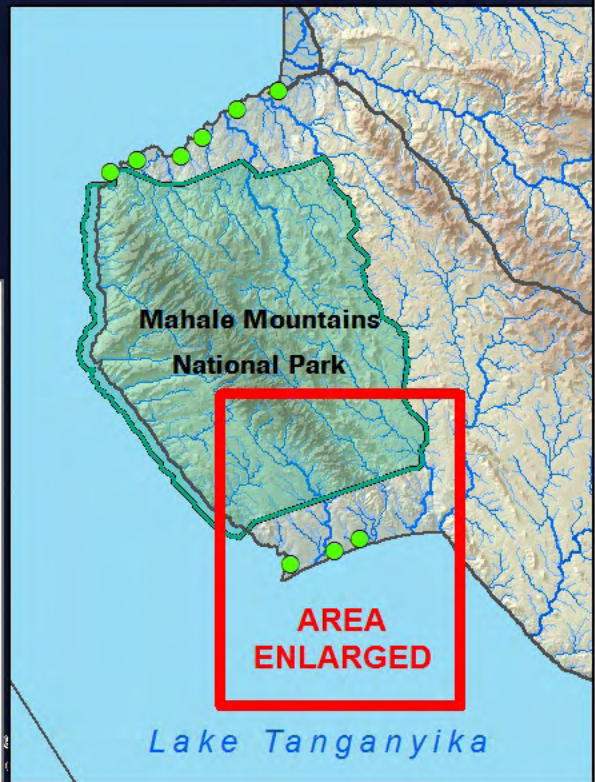 Mahale Mountains
National Park
AREA
ENLARGED
Lake Tanganyika